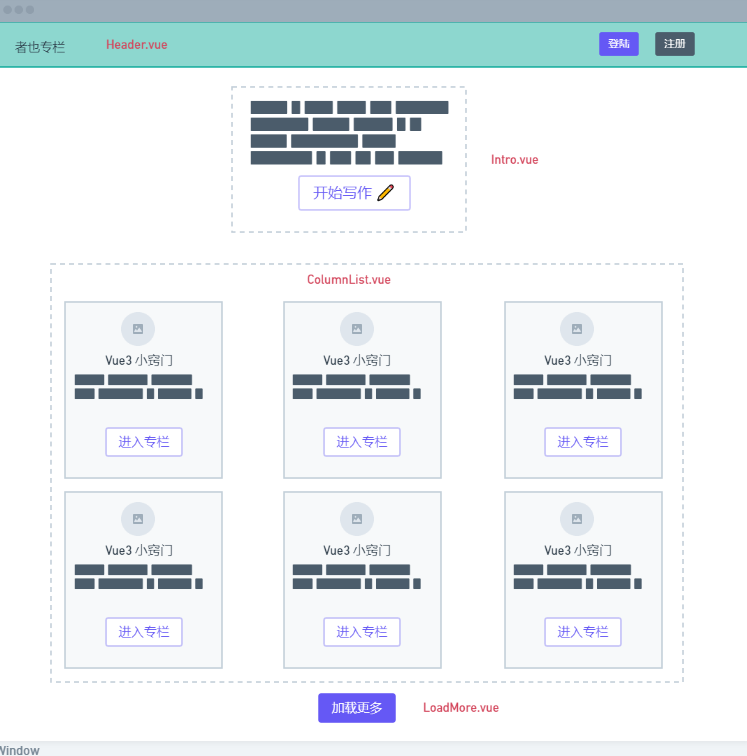 者也专栏 Header.vue 登陆 注册
Intro.vue
开始写作
ColumnList.vue
Vue3 小窍门 Vue3 小窍门 Vue3 小窍门
进入专栏 进入专栏 进入专栏
Vue3 小窍门 Vue3 小窍门 Vue3 小窍门
进入专栏 进入专栏 进入专栏
加载更多 LoadMore.vue
Window